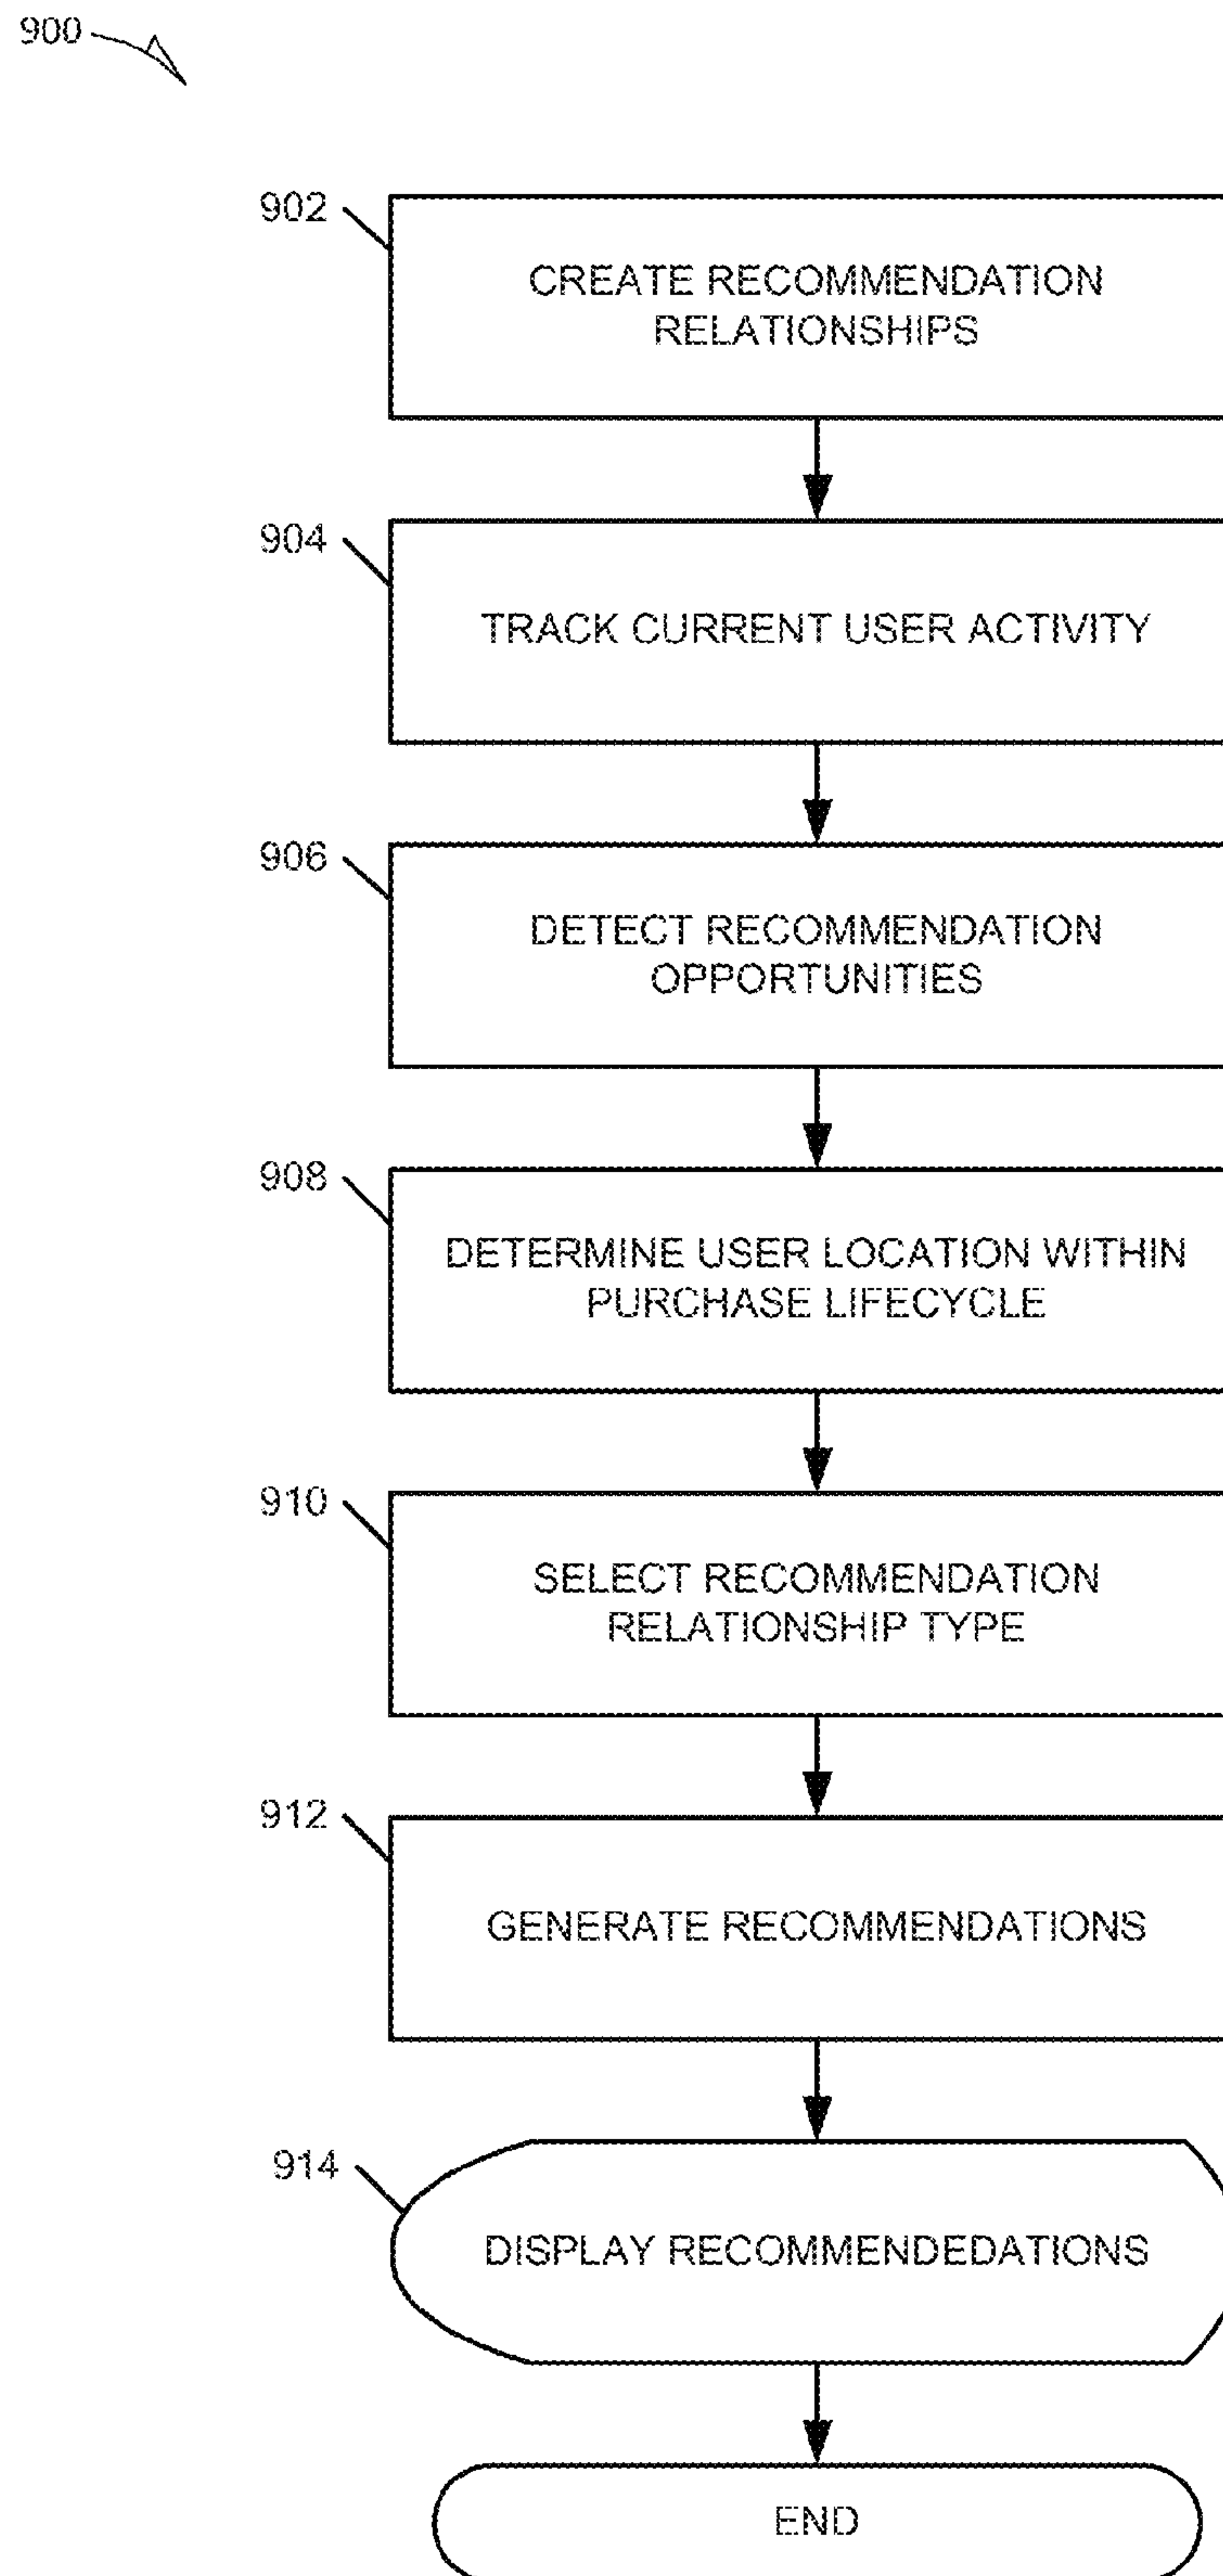 900
902
CREATE RECOMMENDATION
RELATIONSHIPS
904
TRACK CURRENT USER ACTIVITY
906
DETECT RECOMMENDATION
OPPORTUNITIES
908
DETERMINE USER LOCATION WITHIN
PURCHASE LIFECYCLE
910
SELECT RECOMMENDATION
RELATIONSHIP TYPE
912
GENERATE RECOMMENDATIONS
914
DISPLAY RECOMMENDEDATIONS
END